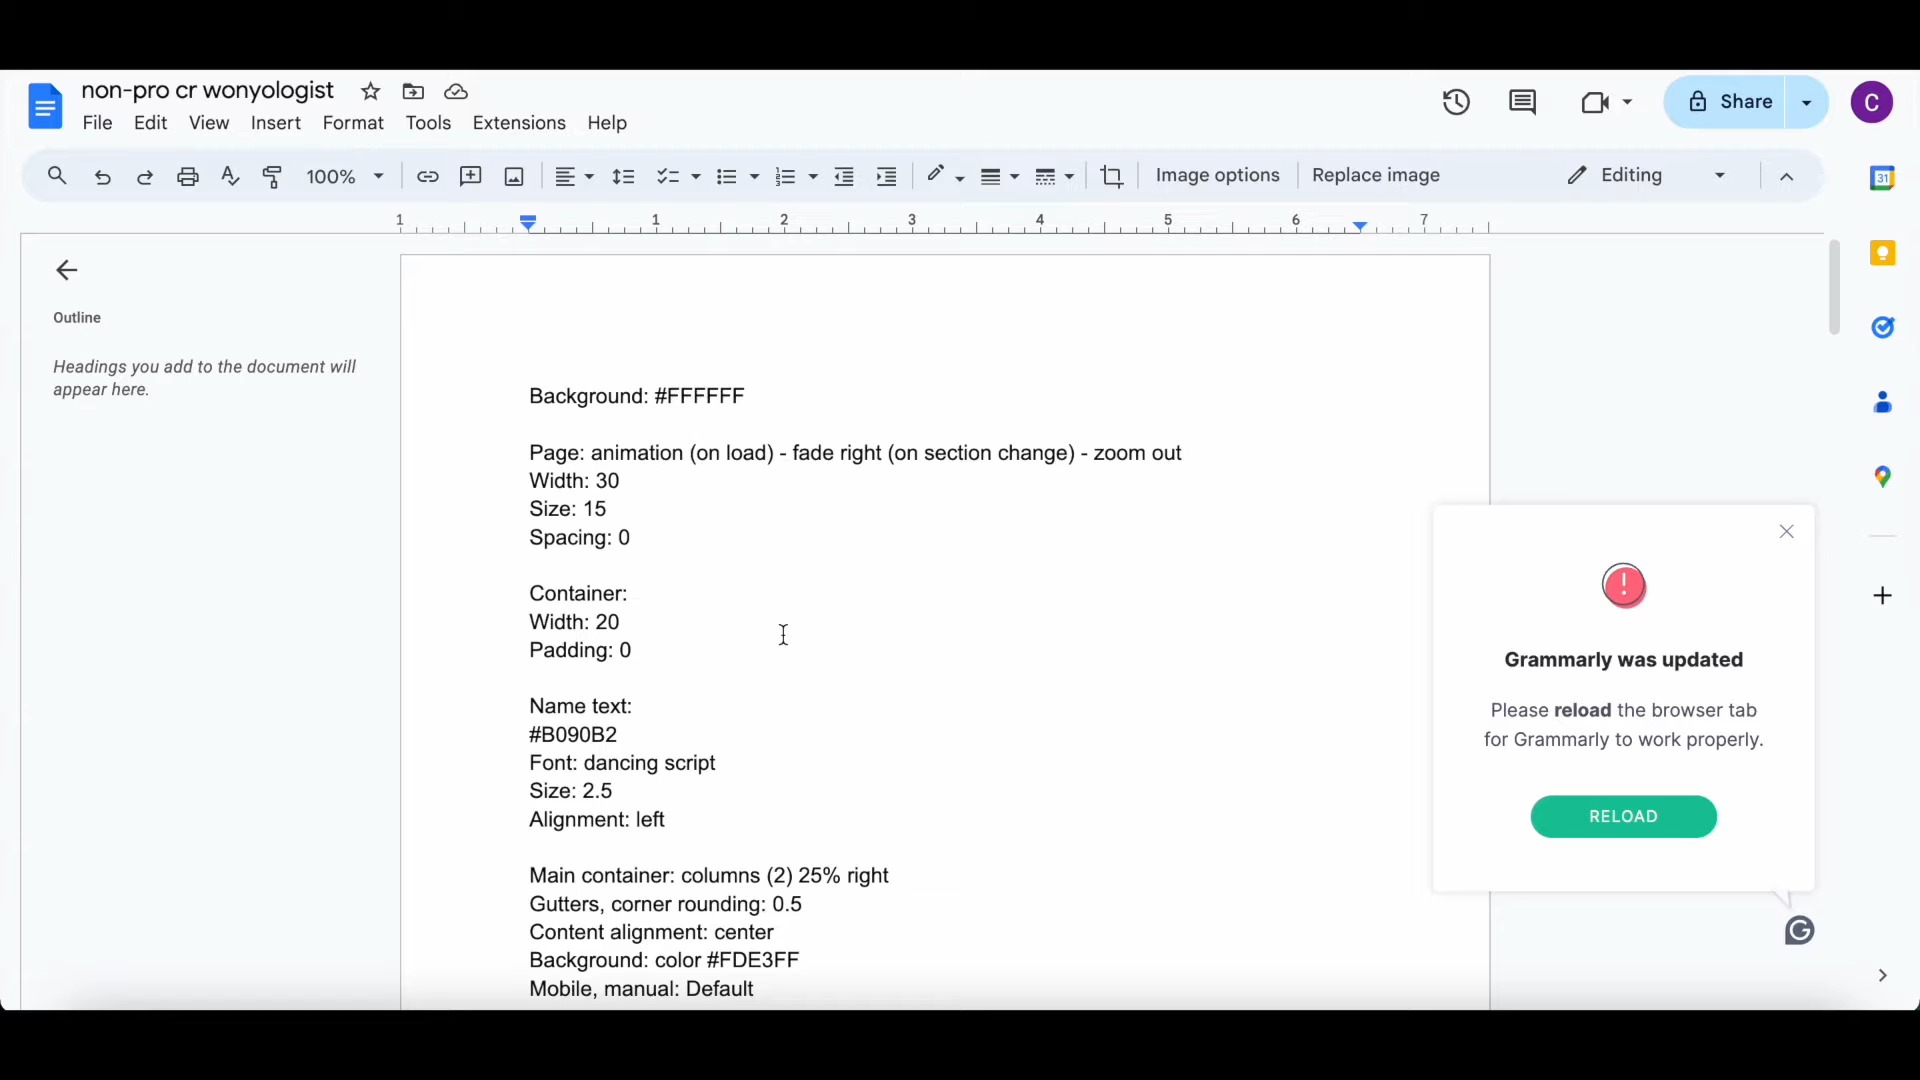 non-pro cr wonyologist
File Edit View Insert Format Tools Extensions Help
Share
C
100%
Image options
Replace image
Editing
31
1 1 2 3 4 5 6 7
Outline
Headings you add to the document will
appear here.
Background: #FFFFFF
Page: animation (on load) - fade right (on section change) - zoom out
Width: 30
Size: 15
Spacing: 0
Container:
Width: 20
Padding: 0
Name text:
#B090B2
Font: dancing script
Size: 2.5
Alignment: left
Main container: columns (2) 25% right
Gutters, corner rounding: 0.5
Content alignment: center
Background: color #FDE3FF
Mobile, manual: Default
Grammarly was updated
Please reload the browser tab
for Grammarly to work properly.
RELOAD